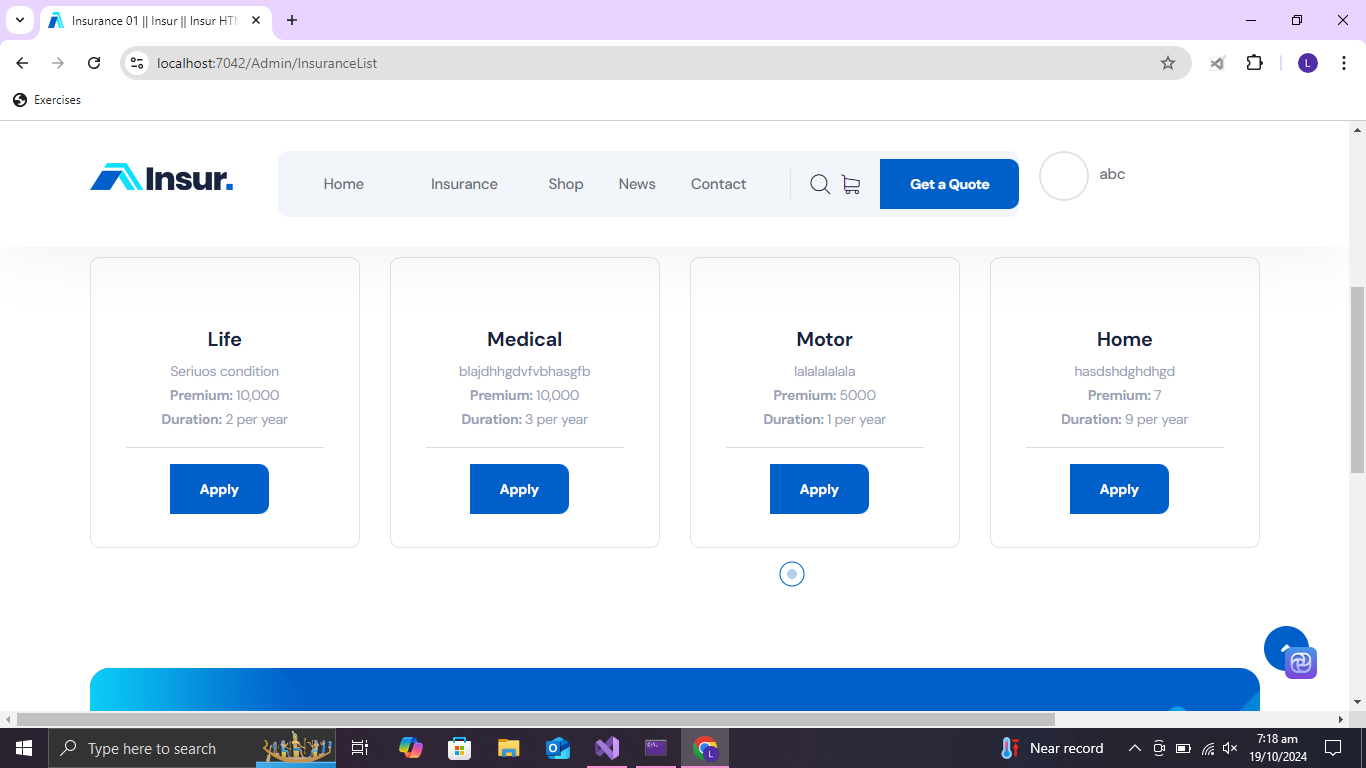 Insurance 01 || Insur || Insur HTM
localhost:7042/Admin/InsuranceList
L
Exercises
Insur.
Home
Insurance
Shop
News
Contact
Get a Quote
abc
Life
Seriuos condition
Premium: 10,000
Duration: 2 per year
Apply
Medical
blajdhhgdvfvbhasgfb
Premium: 10,000
Duration: 3 per year
Apply
Motor
lalalalalala
Premium: 5000
Duration: 1 per year
Apply
Home
hasdshdghdhgd
Premium: 7
Duration: 9 per year
Apply
Type here to search
L
Near record
7:18 am
19/10/2024